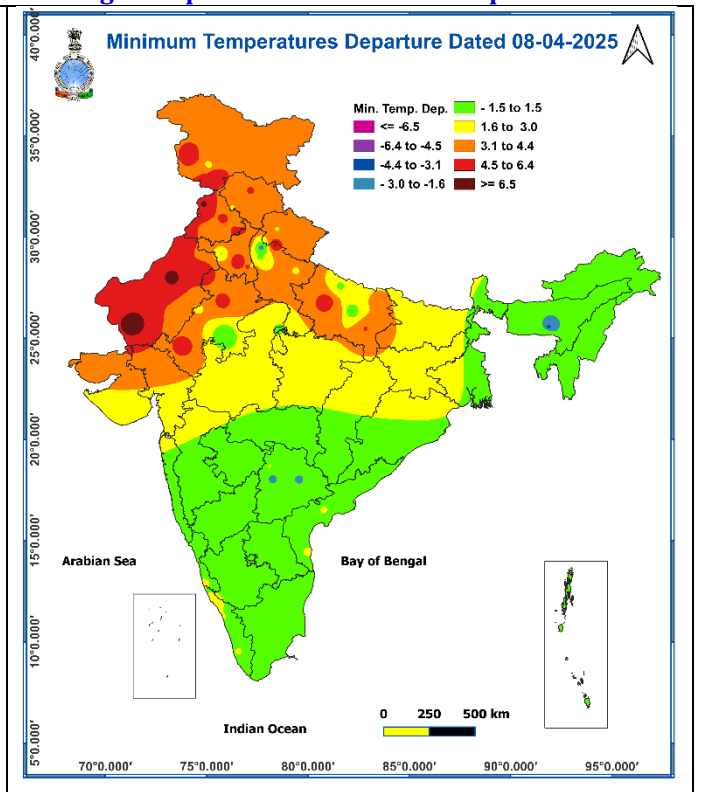 Minimum Temperatures Departure Dated 08-04-2025
Min. Temp. Dep.
<= -6.5
-6.4 to -4.5
-4.4 to -3.1
- 3.0 to -1.6
- 1.5 to 1.5
1.6 to 3.0
3.1 to 4.4
4.5 to 6.4
>= 6.5
40°0.000'
35°0.000'
30°0.000'
25°0.000'
20°0.000'
15°0.000'
10°0.000'
5°0.000'
Arabian Sea
Bay of Bengal
Indian Ocean
0 250 500 km
70°0.000' 75°0.000' 80°0.000' 85°0.000' 90°0.000' 95°0.000'